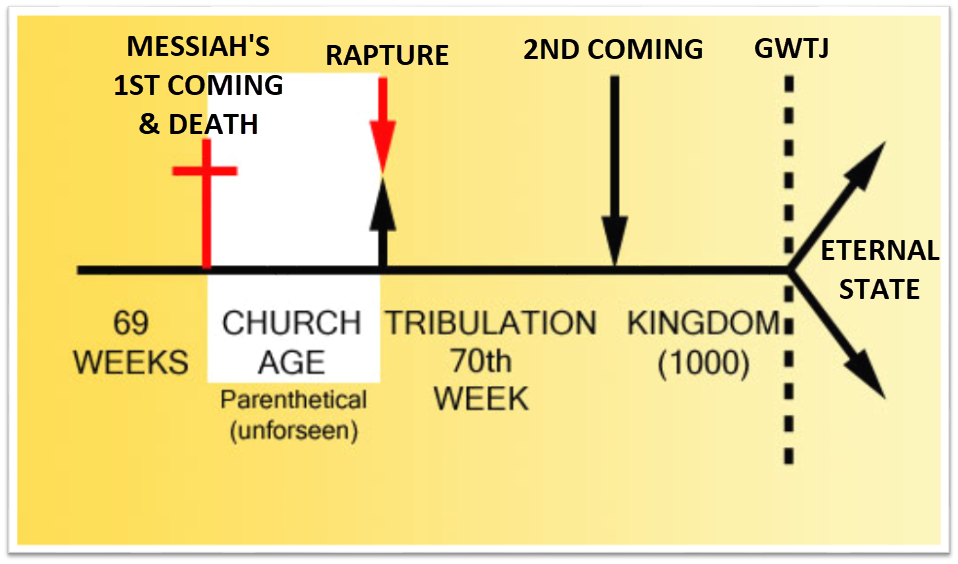 MESSIAH'S
1ST COMING
& DEATH
RAPTURE
2ND COMING
GWTJ
ETERNAL
STATE
69
WEEKS
CHURCH
AGE
Parenthetical
(unforseen)
TRIBULATION
70th
WEEK
KINGDOM
(1000)